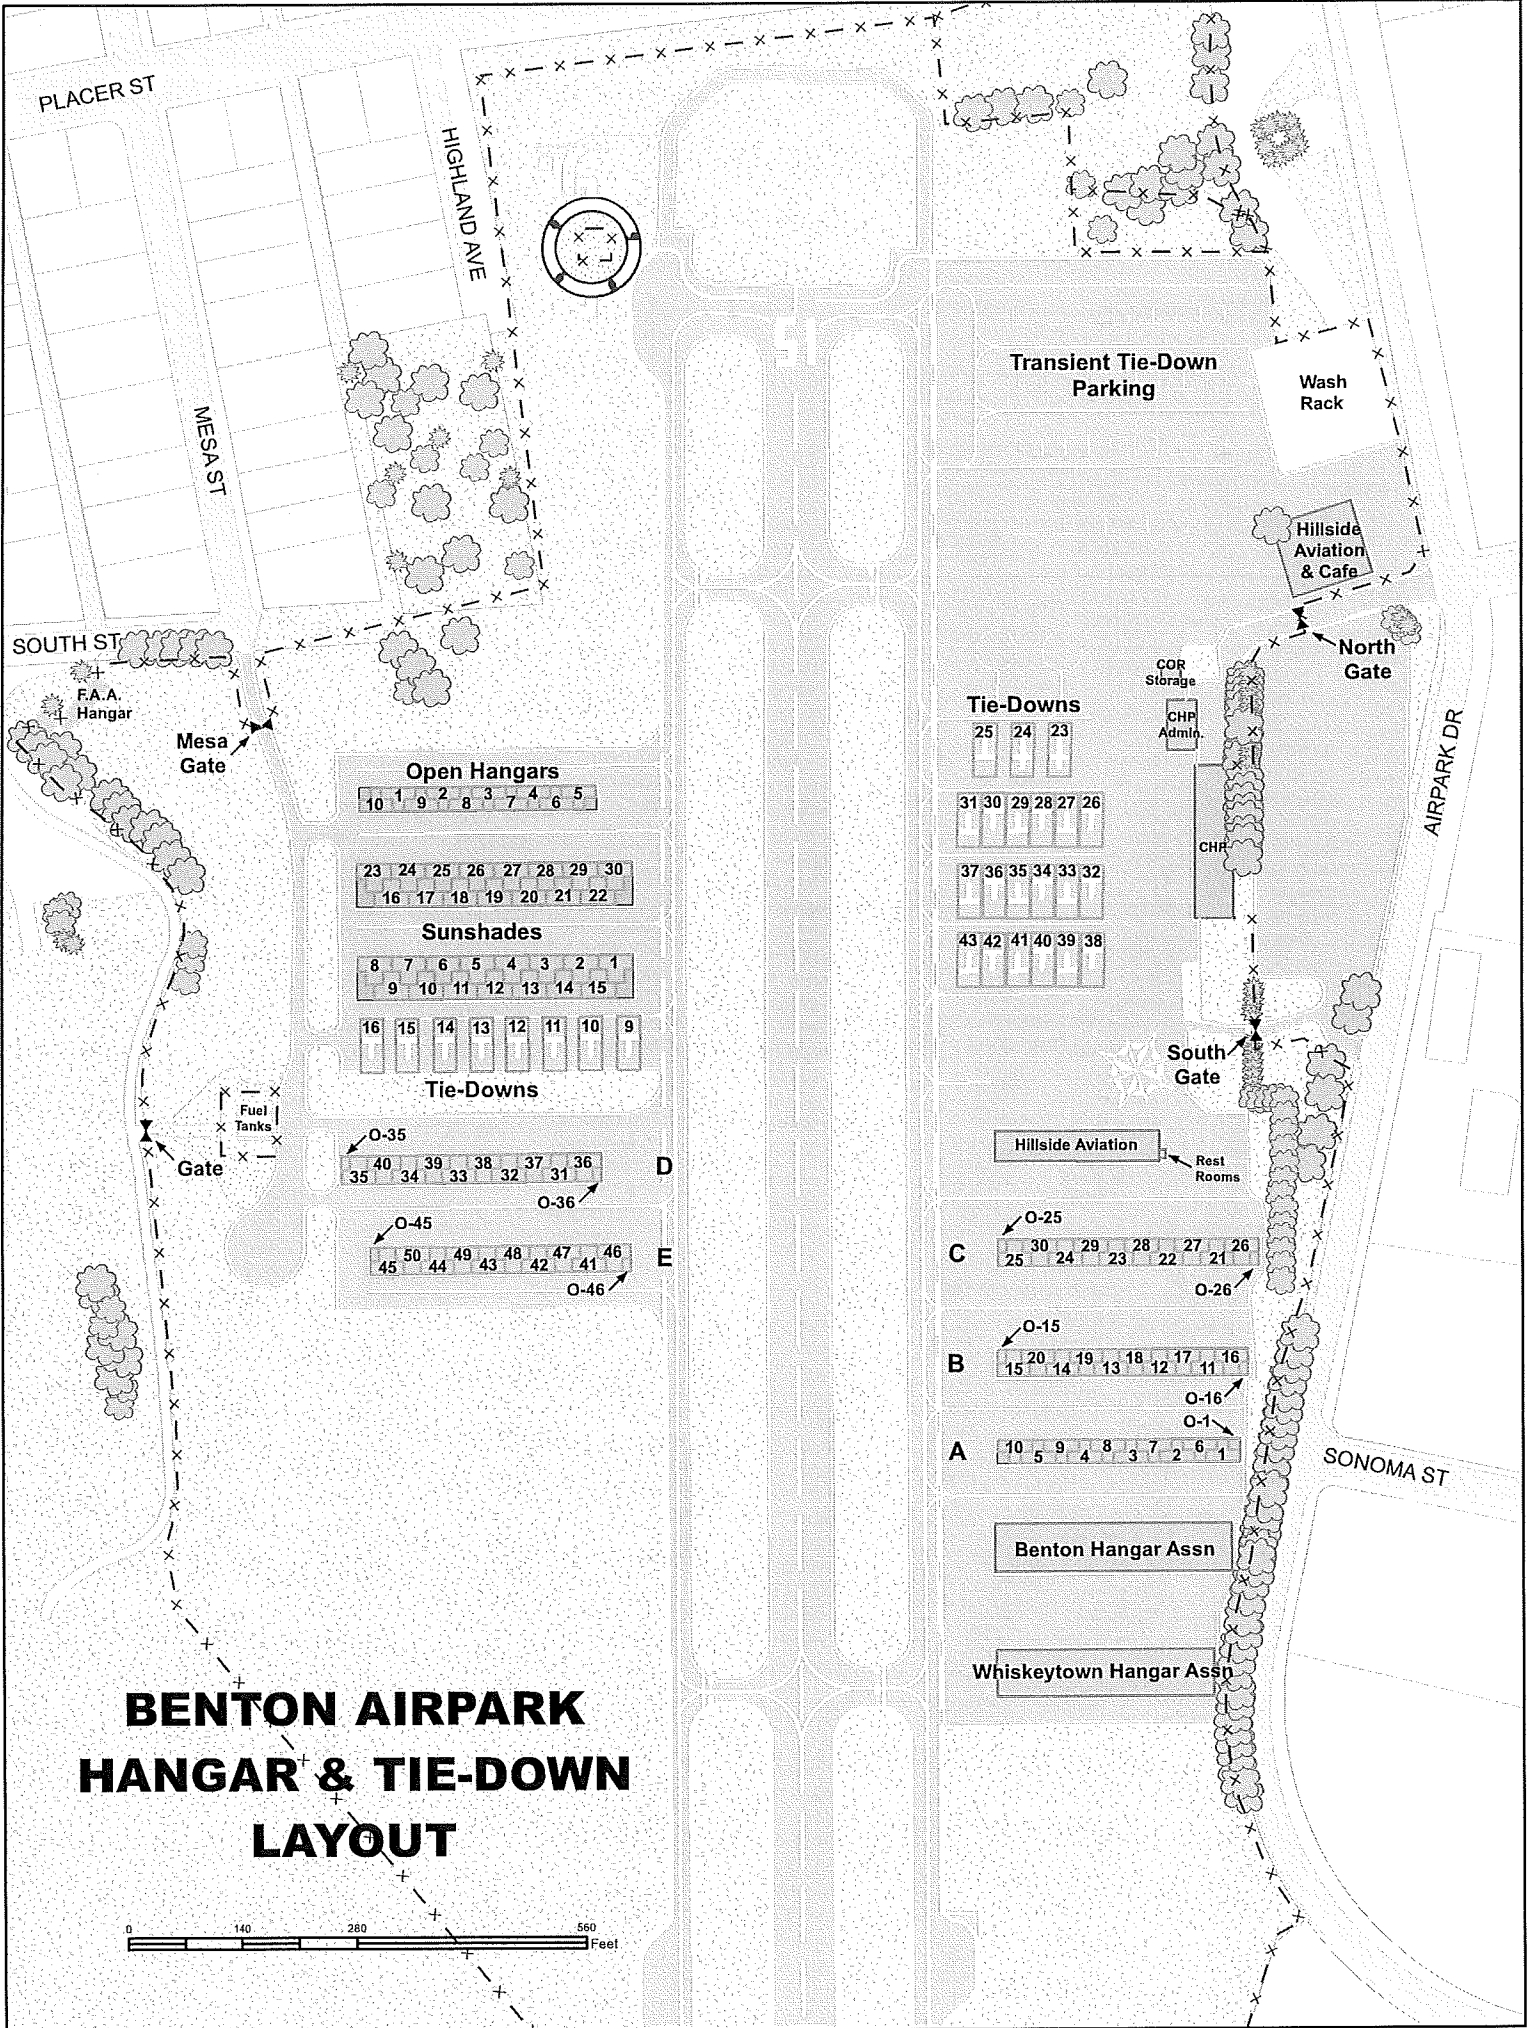 PLACER ST
HIGHLAND AVE
MESA ST
SOUTH ST
F.A.A.
Hangar
Mesa
Gate
Transient Tie-Down
Parking
Wash
Rack
Hillside
Aviation
& Cafe
North
Gate
COR
Storage
CHP
Admin.
CHP
AIRPARK DR
Tie-Downs
25 24 23
31 30 29 28 27 26
37 36 35 34 33 32
43 42 41 40 39 38
Open Hangars
1 2 3 4 5
10 9 8 7 6
23 24 25 26 27 28 29 30
16 17 18 19 20 21 22
Sunshades
8 7 6 5 4 3 2 1
9 10 11 12 13 14 15
16 15 14 13 12 11 10 9
Tie-Downs
Fuel
Tanks
Gate
O-35
40 39 38 37 36
35 34 33 32 31
D
O-36
O-45
50 49 48 47 46
45 44 43 42 41
E
O-46
South
Gate
Hillside Aviation
Rest
Rooms
O-25
C
30 29 28 27 26
25 24 23 22 21
O-26
O-15
B
20 19 18 17 16
15 14 13 12 11
O-16
O-1
A
10 9 8 7 6
5 4 3 2 1
SONOMA ST
Benton Hangar Assn
Whiskeytown Hangar Assn
BENTON AIRPARK
HANGAR & TIE-DOWN
LAYOUT
0 140 280 560
Feet